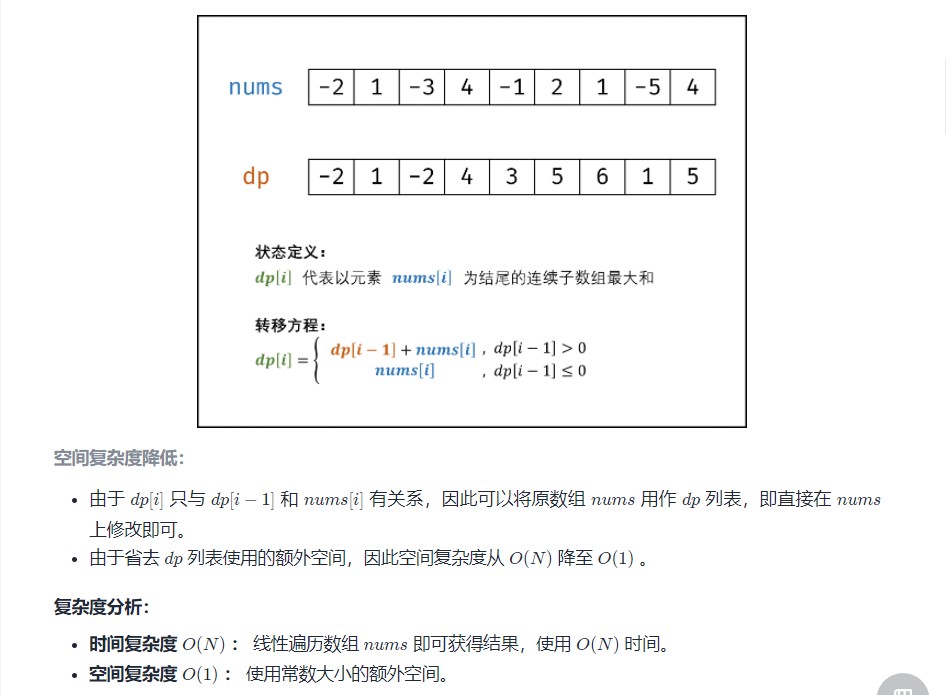 nums -2 1 -3 4 -1 2 1 -5 4
dp -2 1 -2 4 3 5 6 1 5
状态定义：
dp[i] 代表以元素 nums[i] 为结尾的连续子数组最大和
转移方程：
dp[i] = { dp[i − 1] + nums[i] , dp[i − 1] > 0
nums[i] , dp[i − 1] ≤ 0
空间复杂度降低：
• 由于 dp[i] 只与 dp[i − 1] 和 nums[i] 有关系，因此可以将原数组 nums 用作 dp 列表，即直接在 nums
上修改即可。
• 由于省去 dp 列表使用的额外空间，因此空间复杂度从 O(N) 降至 O(1) 。
复杂度分析：
• 时间复杂度 O(N) ： 线性遍历数组 nums 即可获得结果，使用 O(N) 时间。
• 空间复杂度 O(1) ： 使用常数大小的额外空间。